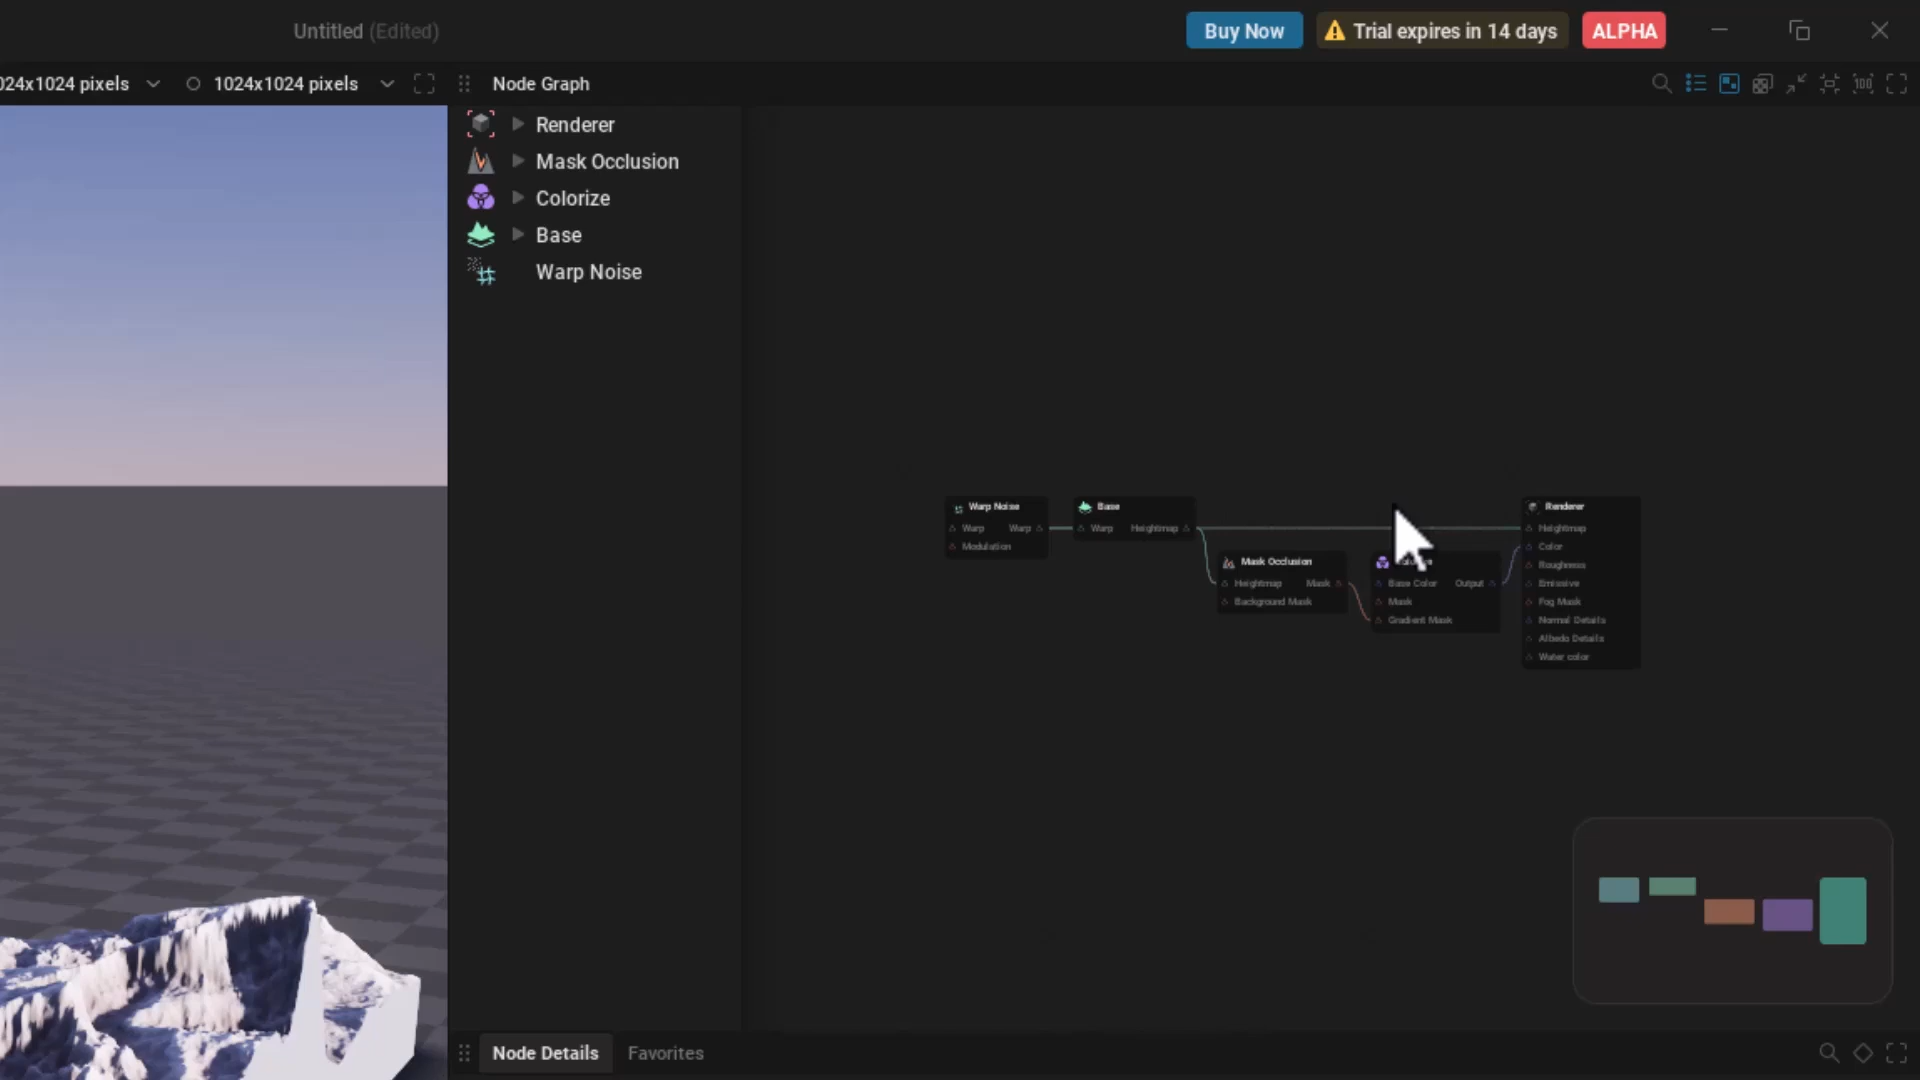 Untitled (Edited)
Buy Now
Trial expires in 14 days
ALPHA
024x1024 pixels
1024x1024 pixels
Node Graph
100
Renderer
Mask Occlusion
Colorize
Base
Warp Noise
Warp Noise
Warp Warp
Modulation
Base
Warp Heightmap
Mask Occlusion
Heightmap Mask
Background Mask
Base Color Output
Mask
Gradient Mask
Renderer
Heightmap
Color
Roughness
Emissive
Fog Mask
Normal Details
Albedo Details
Water color
Node Details
Favorites